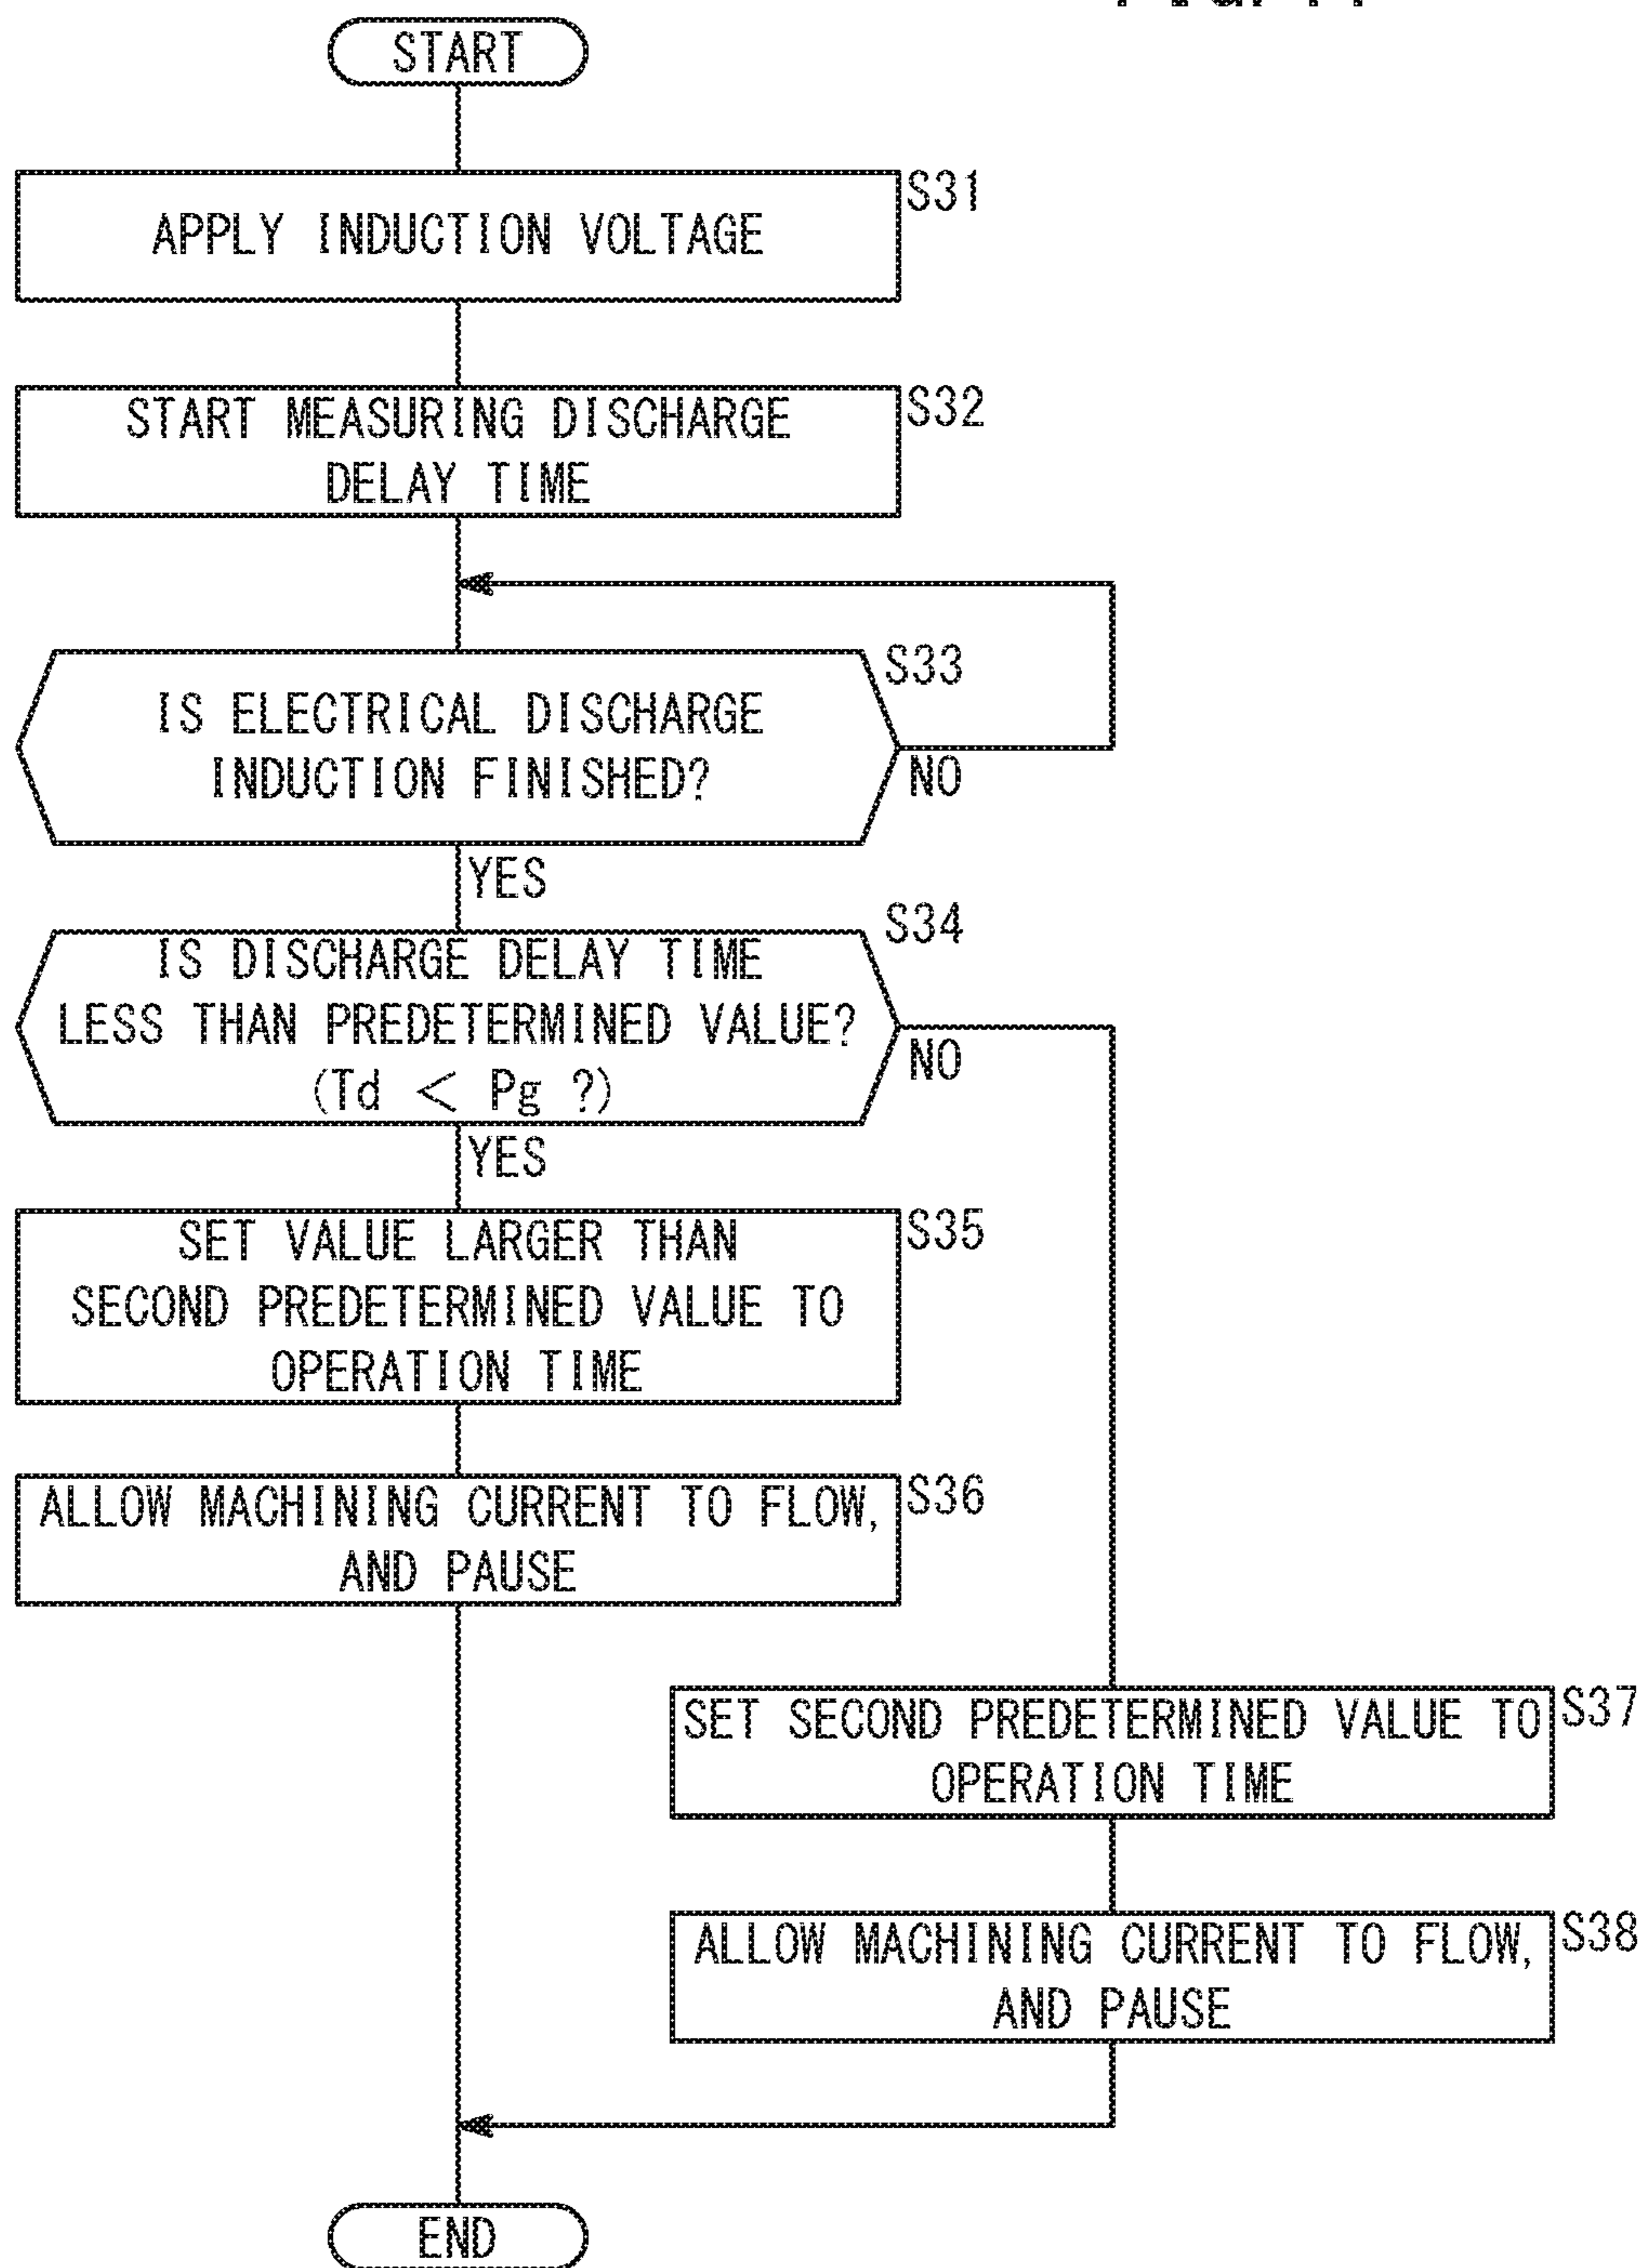 START
S31
APPLY INDUCTION VOLTAGE
S32
START MEASURING DISCHARGE
DELAY TIME
S33
IS ELECTRICAL DISCHARGE
INDUCTION FINISHED?
NO
YES
S34
IS DISCHARGE DELAY TIME
LESS THAN PREDETERMINED VALUE?
(Td < Pg ?)
NO
YES
S35
SET VALUE LARGER THAN
SECOND PREDETERMINED VALUE TO
OPERATION TIME
S36
ALLOW MACHINING CURRENT TO FLOW,
AND PAUSE
S37
SET SECOND PREDETERMINED VALUE TO
OPERATION TIME
S38
ALLOW MACHINING CURRENT TO FLOW,
AND PAUSE
END